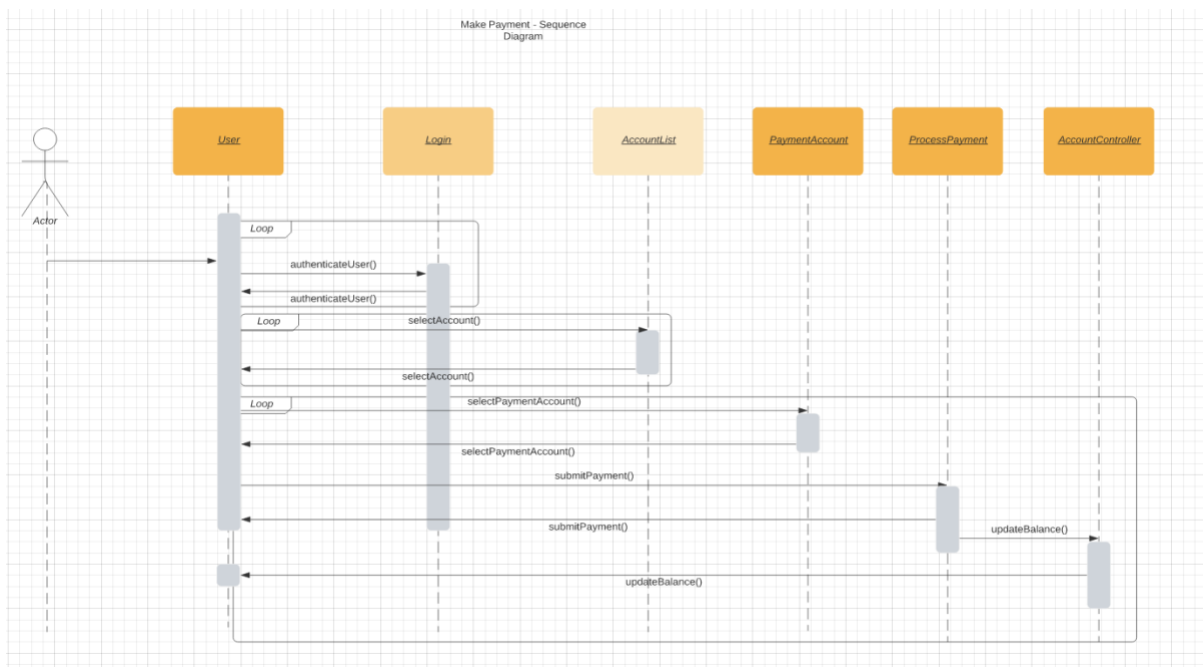 Make Payment - Sequence
Diagram
User
Login
AccountList
PaymentAccount
ProcessPayment
AccountController
Actor
Loop
authenticateUser()
authenticateUser()
Loop
selectAccount()
selectAccount()
Loop
selectPaymentAccount()
selectPaymentAccount()
submitPayment()
submitPayment()
updateBalance()
updateBalance()